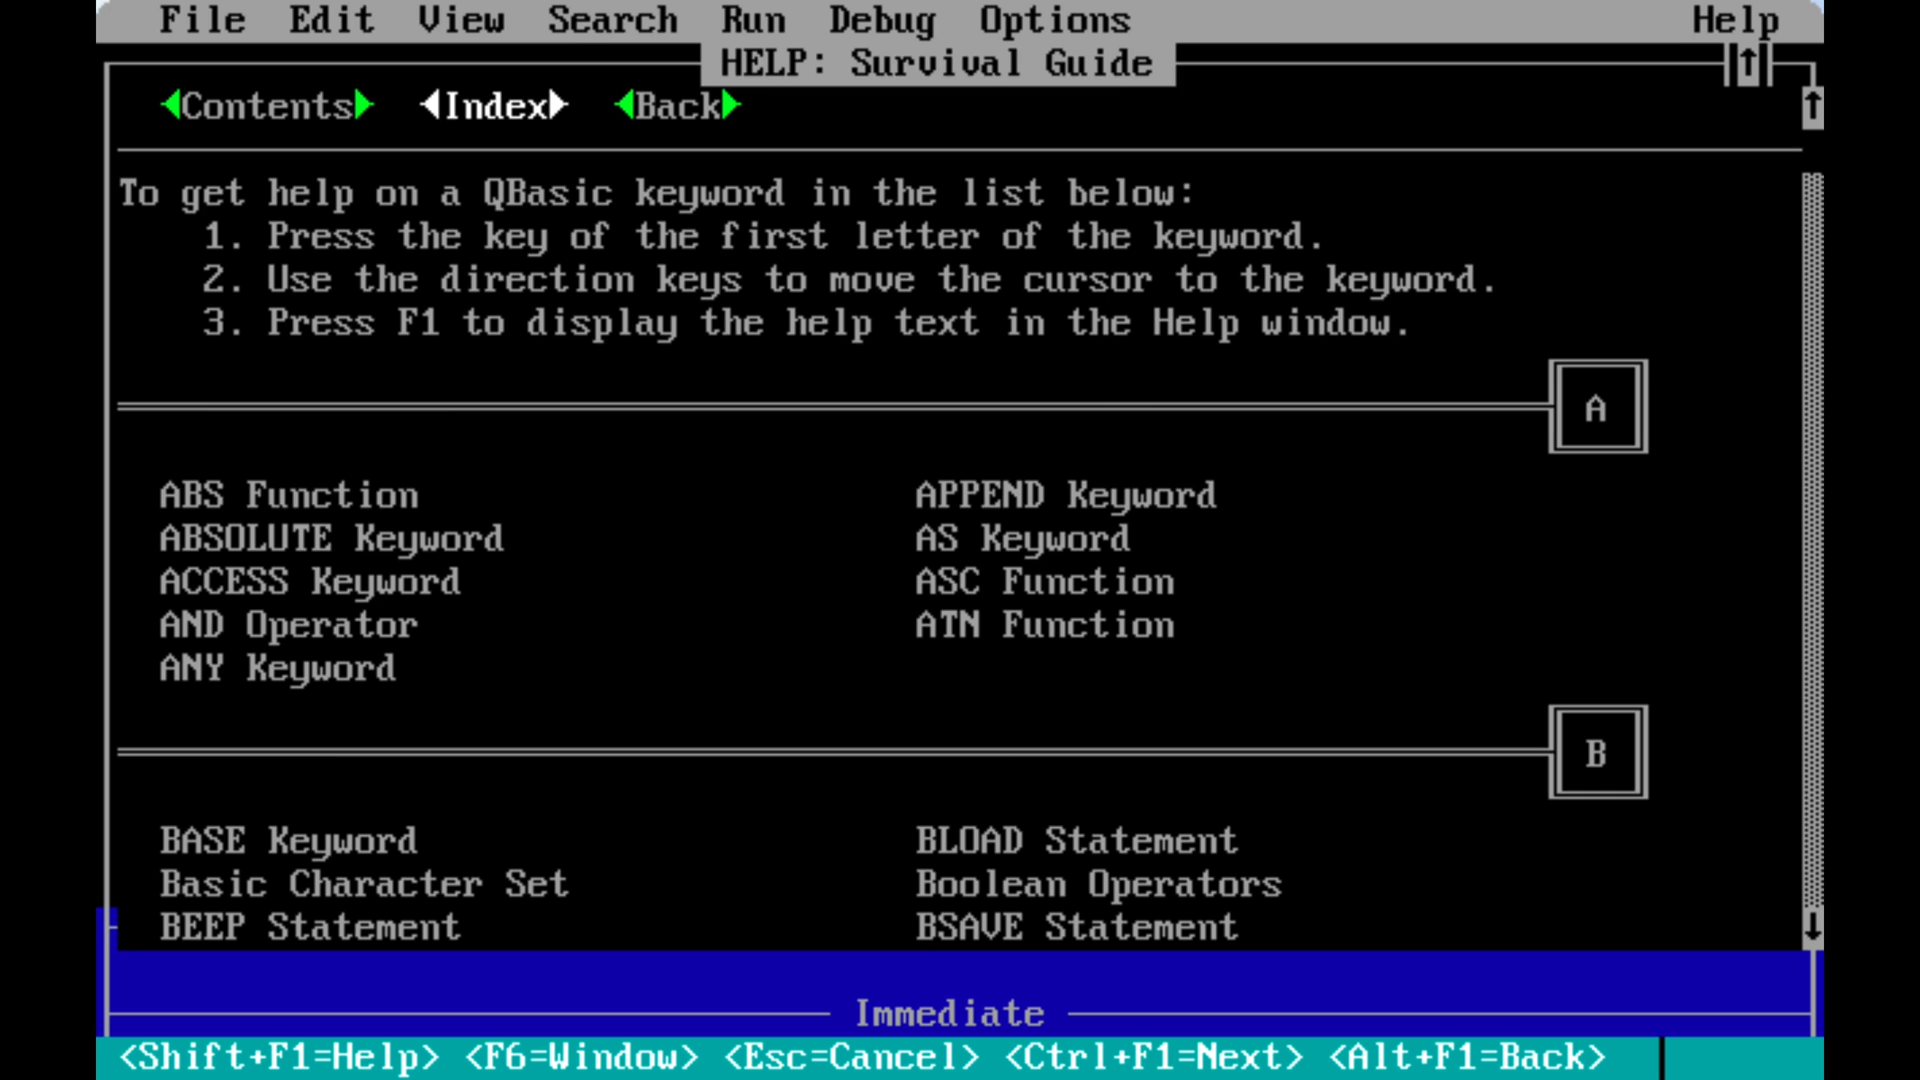 File Edit View Search Run Debug Options Help
HELP: Survival Guide
↑
◄Contents► ◄Index► ◄Back►
↑
To get help on a QBasic keyword in the list below:
1. Press the key of the first letter of the keyword.
2. Use the direction keys to move the cursor to the keyword.
3. Press F1 to display the help text in the Help window.
A
ABS Function APPEND Keyword
ABSOLUTE Keyword AS Keyword
ACCESS Keyword ASC Function
AND Operator ATN Function
ANY Keyword
B
BASE Keyword BLOAD Statement
Basic Character Set Boolean Operators
BEEP Statement BSAVE Statement
↓
Immediate
<Shift+F1=Help> <F6=Window> <Esc=Cancel> <Ctrl+F1=Next> <Alt+F1=Back>